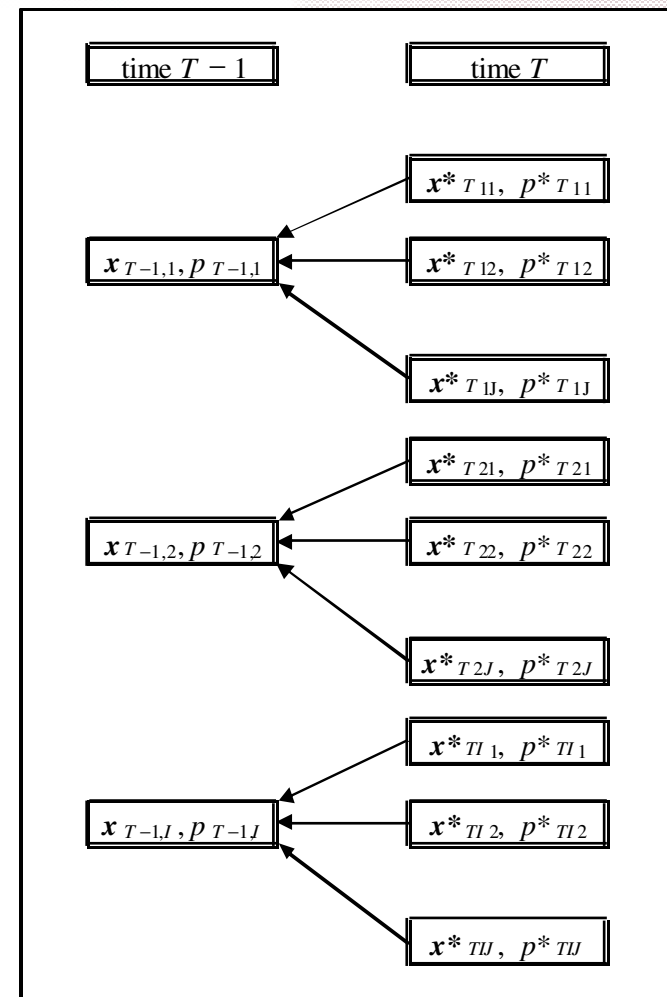 time T − 1 time T
x* T 11, p* T 11
x T−1,1, p T−1,1 x* T 12, p* T 12
x* T 1J, p* T 1J
x* T 21, p* T 21
x T−1,2, p T−1,2 x* T 22, p* T 22
x* T 2J, p* T 2J
x* TI 1, p* TI 1
x T−1,I, p T−1,I x* TI 2, p* TI 2
x* TIJ, p* TIJ